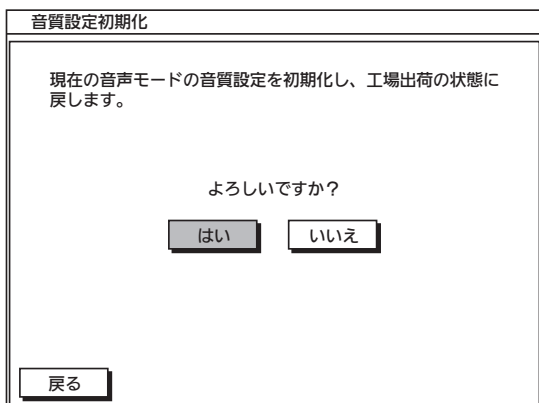 音質設定初期化
現在の音声モードの音質設定を初期化し、工場出荷の状態に
戻します。
よろしいですか？
はい いいえ
戻る